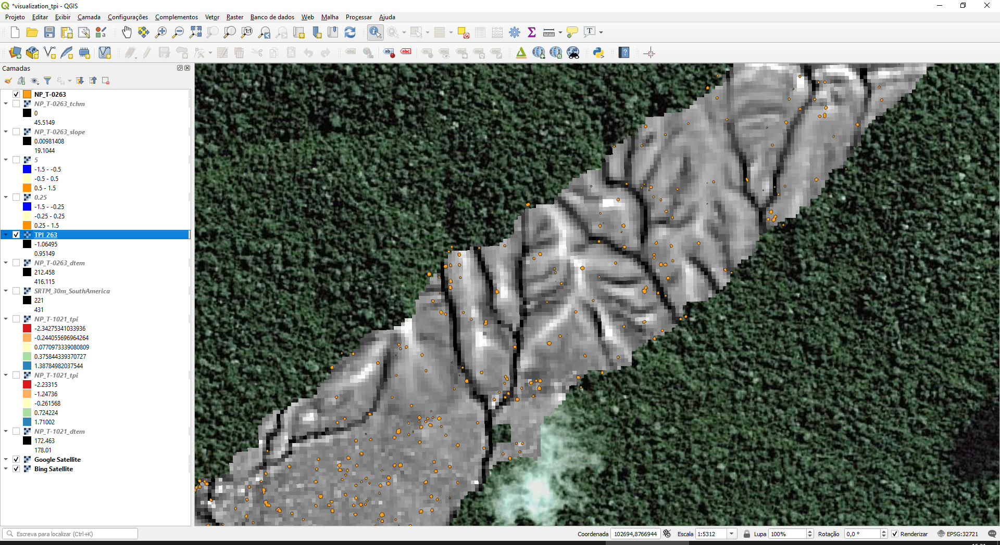 *visualization_tpi - QGIS
Projeto Editar Exibir Camada Configurações Complementos Vetor Raster Banco de dados Web Malha Processar Ajuda
Camadas
NP_T-0263
NP_T-0263_tchm
0
45.5149
NP_T-0263_slope
0.00981408
19.1044
5
-1.5 - -0.5
-0.5 - 0.5
0.5 - 1.5
0.25
-1.5 - -0.25
-0.25 - 0.25
0.25 - 1.5
TPI_263
-1.06495
0.95149
NP_T-0263_dtem
212.458
416.115
SRTM_30m_SouthAmerica
221
431
NP_T-1021_tpi
-2.34275341033936
-0.244055696964264
0.0770973339080809
0.375844339370727
1.38784982037544
NP_T-1021_tpi
-2.23315
-1.24736
-0.261568
0.724224
1.71002
NP_T-1021_dtem
172.463
178.01
Google Satellite
Bing Satellite
Escreva para localizar (Ctrl+K) Coordenada 102694,8766944 Escala 1:5312 Lupa 100% Rotação 0,0 ° Renderizar EPSG:32721